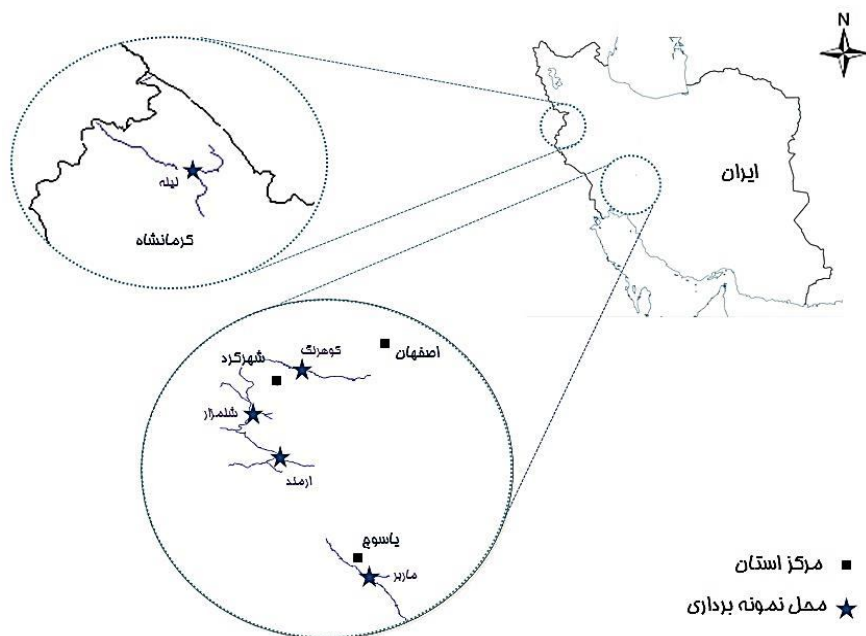 N
ایران
لیله
کرمانشاه
اصفهان
کوهرنگ
شهرکرد
شلمزار
ارمند
یاسوج
ماربر
مرکز استان
محل نمونه برداری